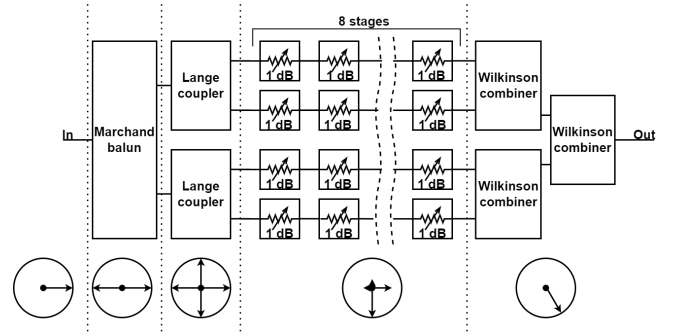 8 stages
1 dB
1 dB
1 dB
Lange
coupler
Wilkinson
combiner
1 dB
1 dB
1 dB
In
Marchand
balun
Wilkinson
combiner
Out
1 dB
1 dB
1 dB
Lange
coupler
Wilkinson
combiner
1 dB
1 dB
1 dB